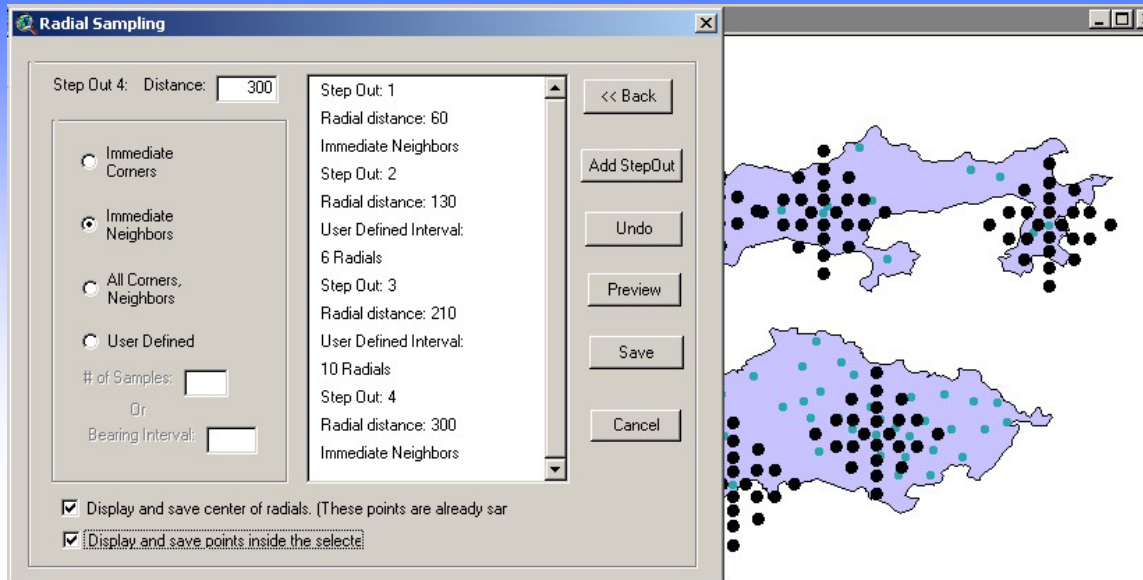 Radial Sampling
Step Out 4: Distance: 300
Immediate
Corners
Immediate
Neighbors
All Corners,
Neighbors
User Defined
# of Samples:
Or
Bearing Interval:
Step Out: 1
Radial distance: 60
Immediate Neighbors
Step Out: 2
Radial distance: 130
User Defined Interval:
6 Radials
Step Out: 3
Radial distance: 210
User Defined Interval:
10 Radials
Step Out: 4
Radial distance: 300
Immediate Neighbors
<< Back
Add StepOut
Undo
Preview
Save
Cancel
Display and save center of radials. (These points are already sar
Display and save points inside the selecte